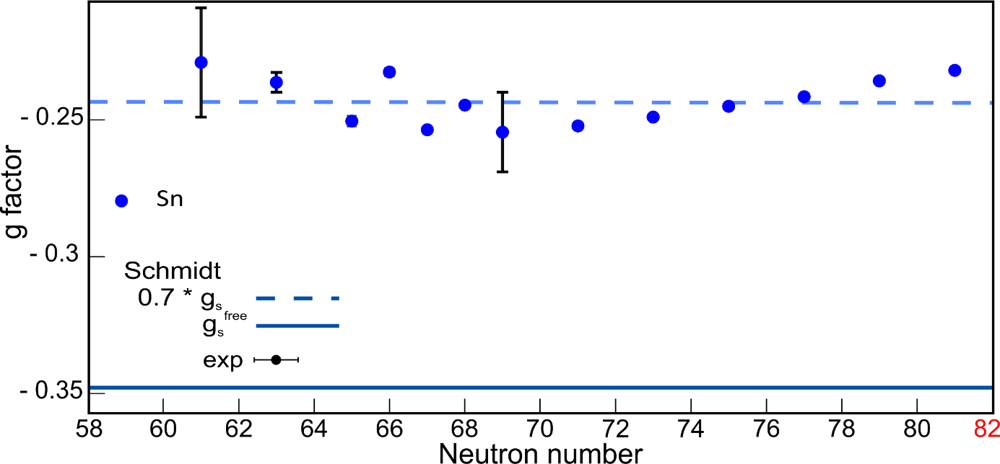 - 0.25
g factor
Sn
- 0.3
Schmidt
0.7 * gs
gs free
exp
- 0.35
58 60 62 64 66 68 70 72 74 76 78 80 82
Neutron number